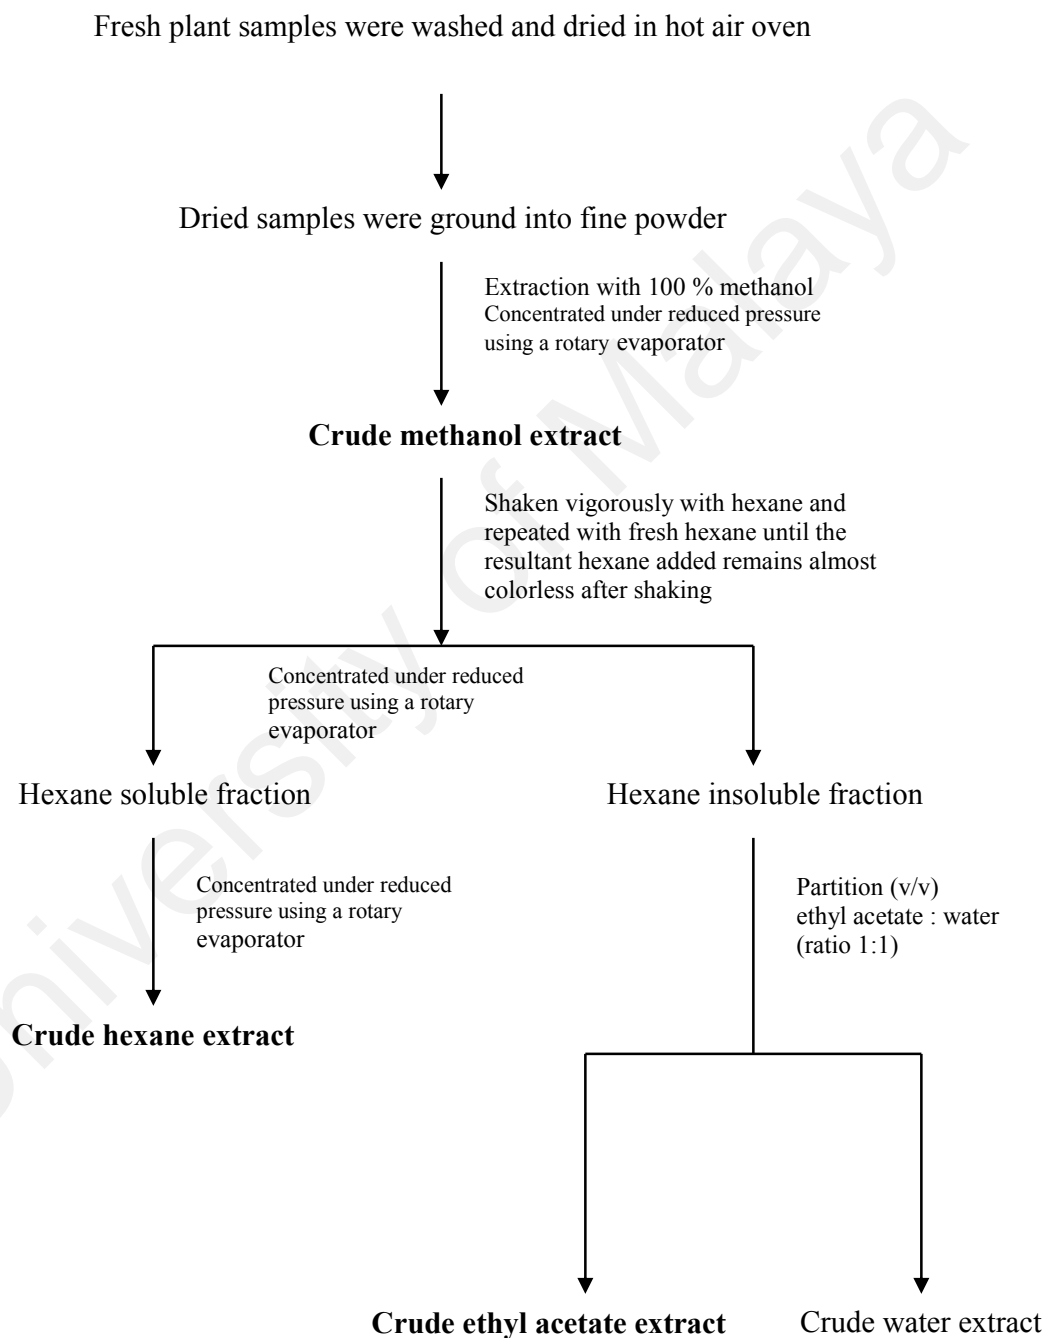 Fresh plant samples were washed and dried in hot air oven
Dried samples were ground into fine powder
Extraction with 100 % methanol
Concentrated under reduced pressure
using a rotary evaporator
Crude methanol extract
Shaken vigorously with hexane and
repeated with fresh hexane until the
resultant hexane added remains almost
colorless after shaking
Concentrated under reduced
pressure using a rotary
evaporator
Hexane soluble fraction
Hexane insoluble fraction
Concentrated under reduced
pressure using a rotary
evaporator
Partition (v/v)
ethyl acetate : water
(ratio 1:1)
Crude hexane extract
Crude ethyl acetate extract
Crude water extract
University of Malaya